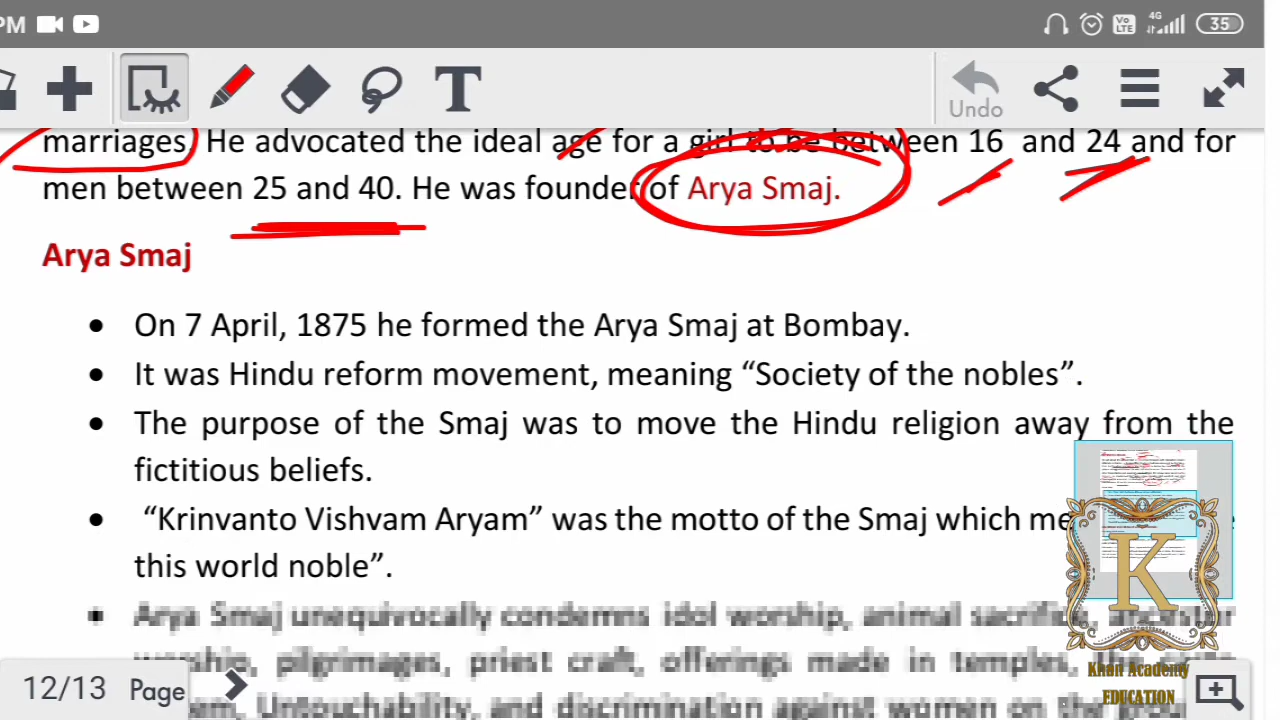 PM Vo LTE 4G 35
T Undo
marriages. He advocated the ideal age for a girl to be between 16 and 24 and for
men between 25 and 40. He was founder of Arya Smaj.
Arya Smaj
• On 7 April, 1875 he formed the Arya Smaj at Bombay.
• It was Hindu reform movement, meaning “Society of the nobles”.
• The purpose of the Smaj was to move the Hindu religion away from the
fictitious beliefs.
• “Krinvanto Vishvam Aryam” was the motto of the Smaj which
this world noble”.
• Arya Smaj unequivocally condemns idol worship, animal sacrifice, ancestor
worship, pilgrimages, priest craft, offerings made in temples,
Untouchability, and discrimination against women on the
12/13 Page
K
Khan Academy
EDUCATION